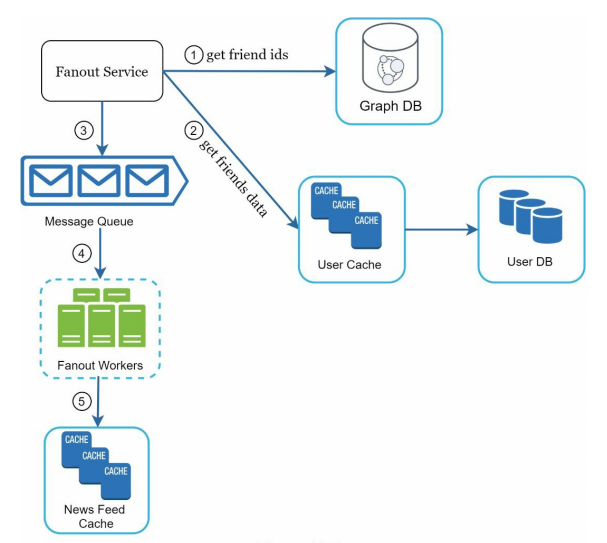 ① get friend ids
Fanout Service
Graph DB
③
② get friends data
CACHE
CACHE
CACHE
Message Queue
User Cache
User DB
④
Fanout Workers
⑤
CACHE
CACHE
CACHE
News Feed
Cache